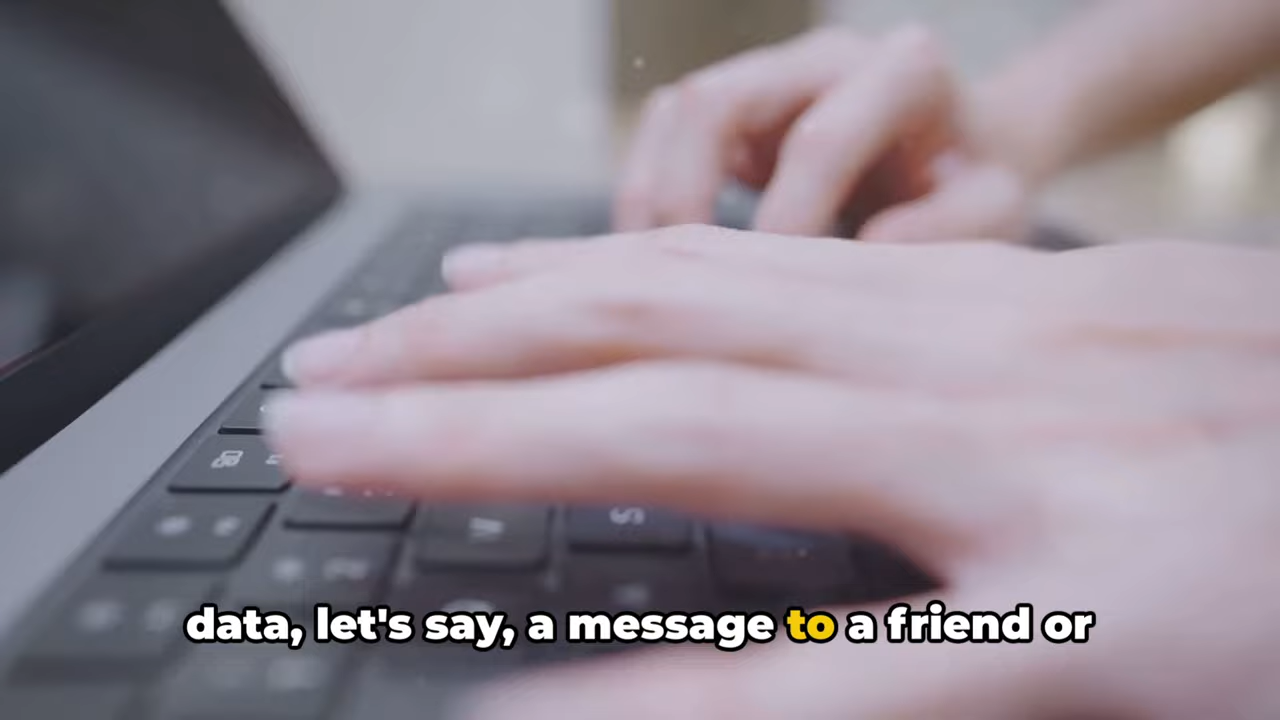 data, let's say, a message to a friend or